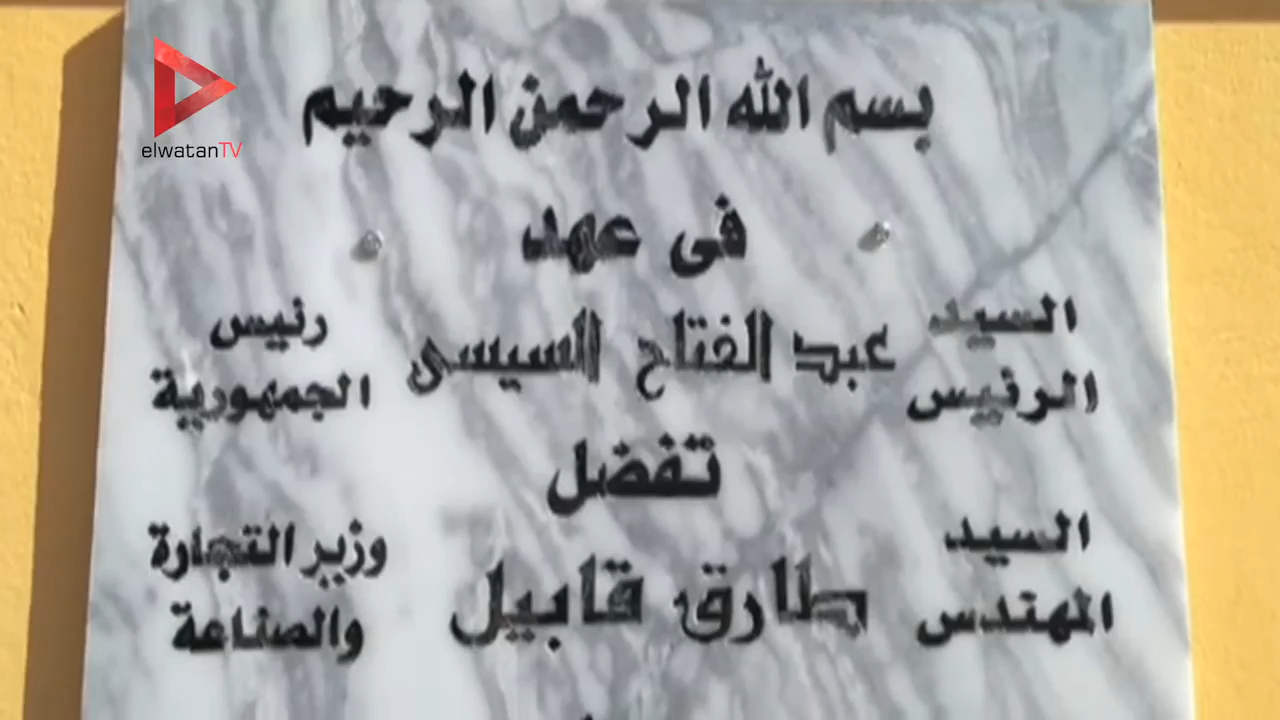 elwatanTV
بسم الله الرحمن الرحيم
فى عهد
السيد الرئيس
عبد الفتاح السيسى
رئيس الجمهورية
تفضل
السيد المهندس
طارق قابيل
وزير التجارة والصناعة